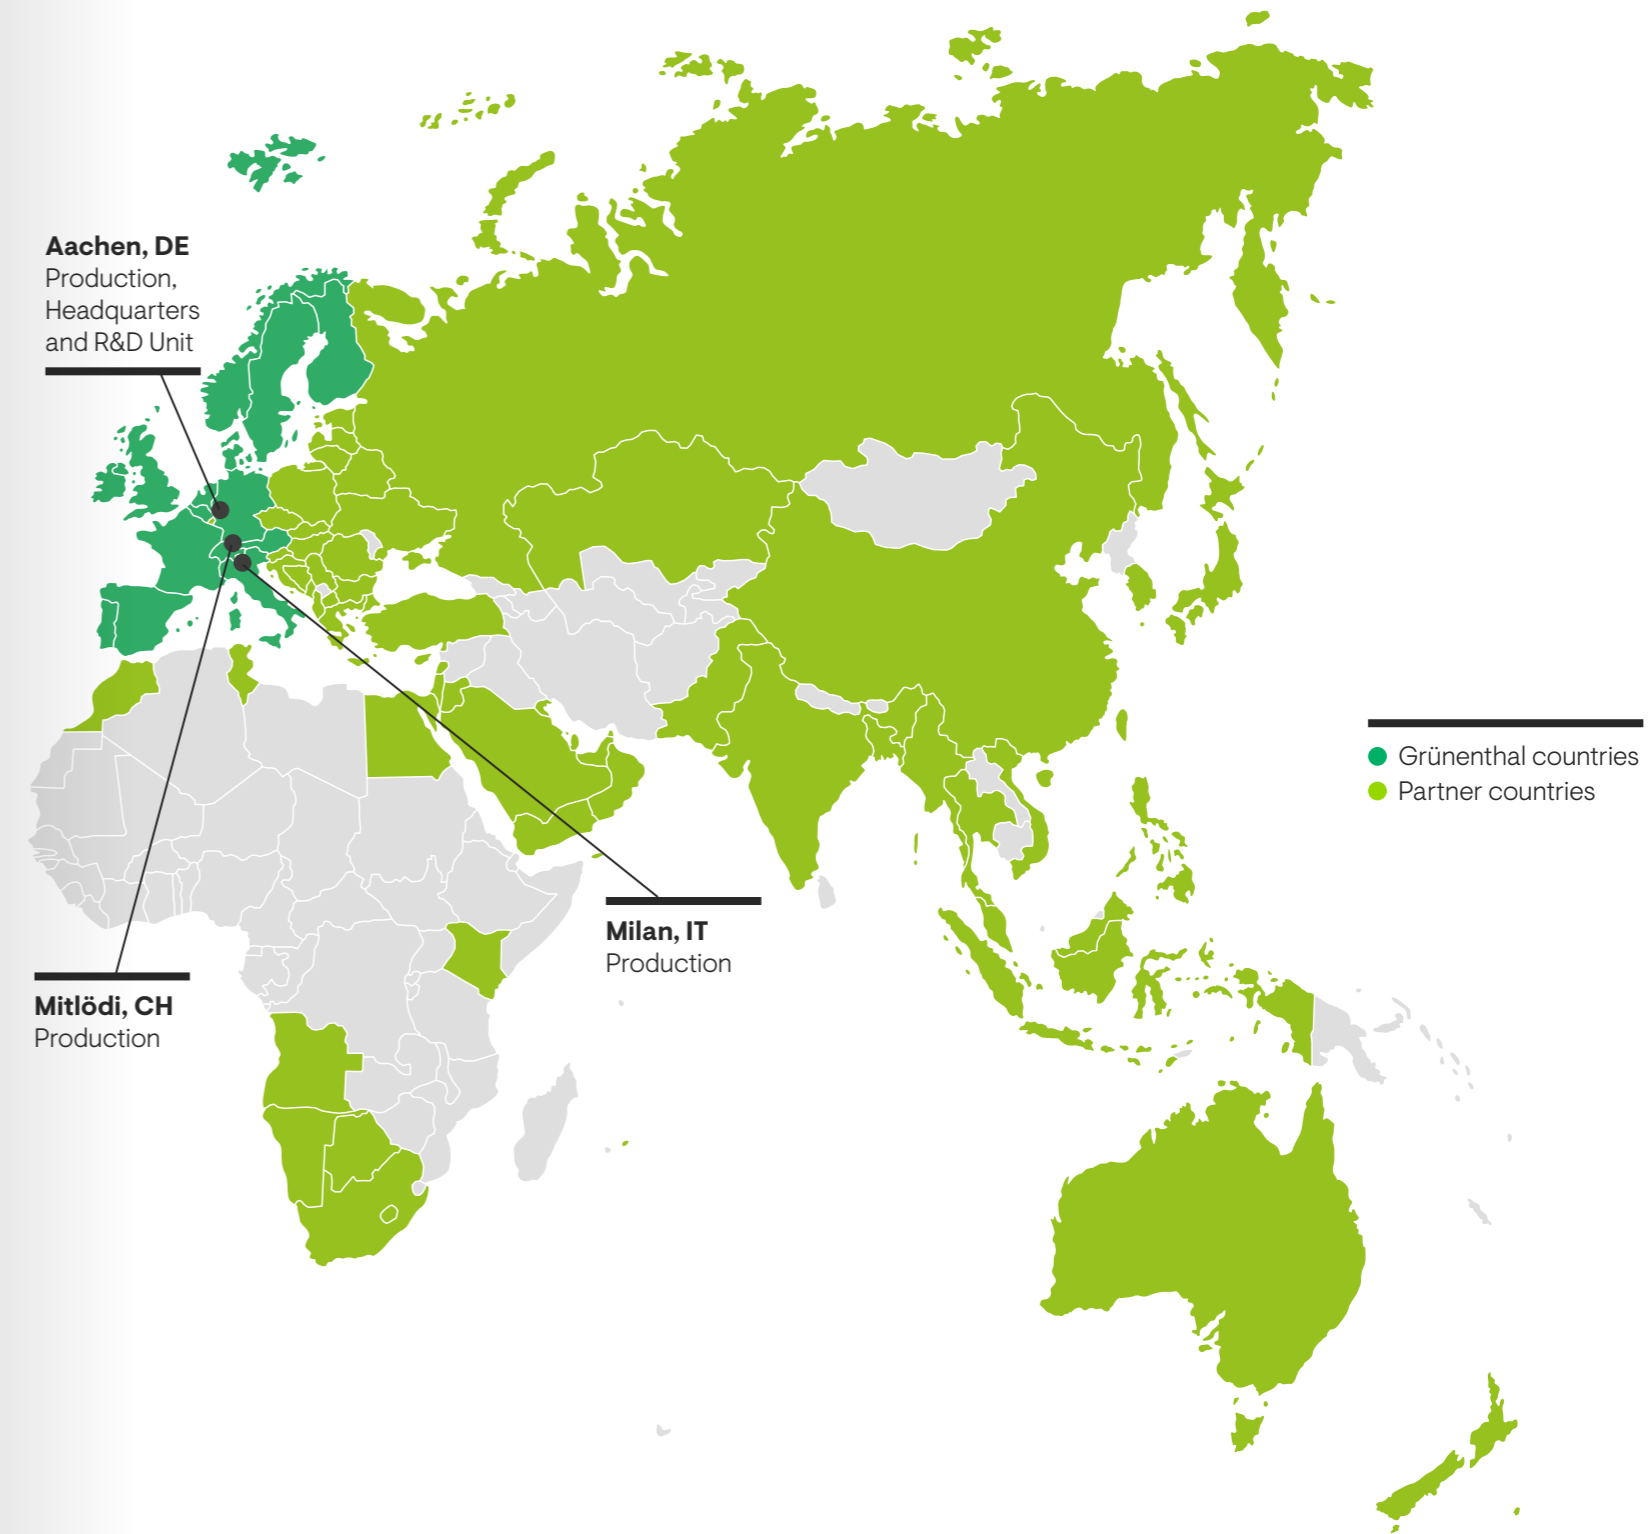 Aachen, DE
Production,
Headquarters
and R&D Unit
Grünenthal countries
Partner countries
Milan, IT
Production
Mitlödi, CH
Production